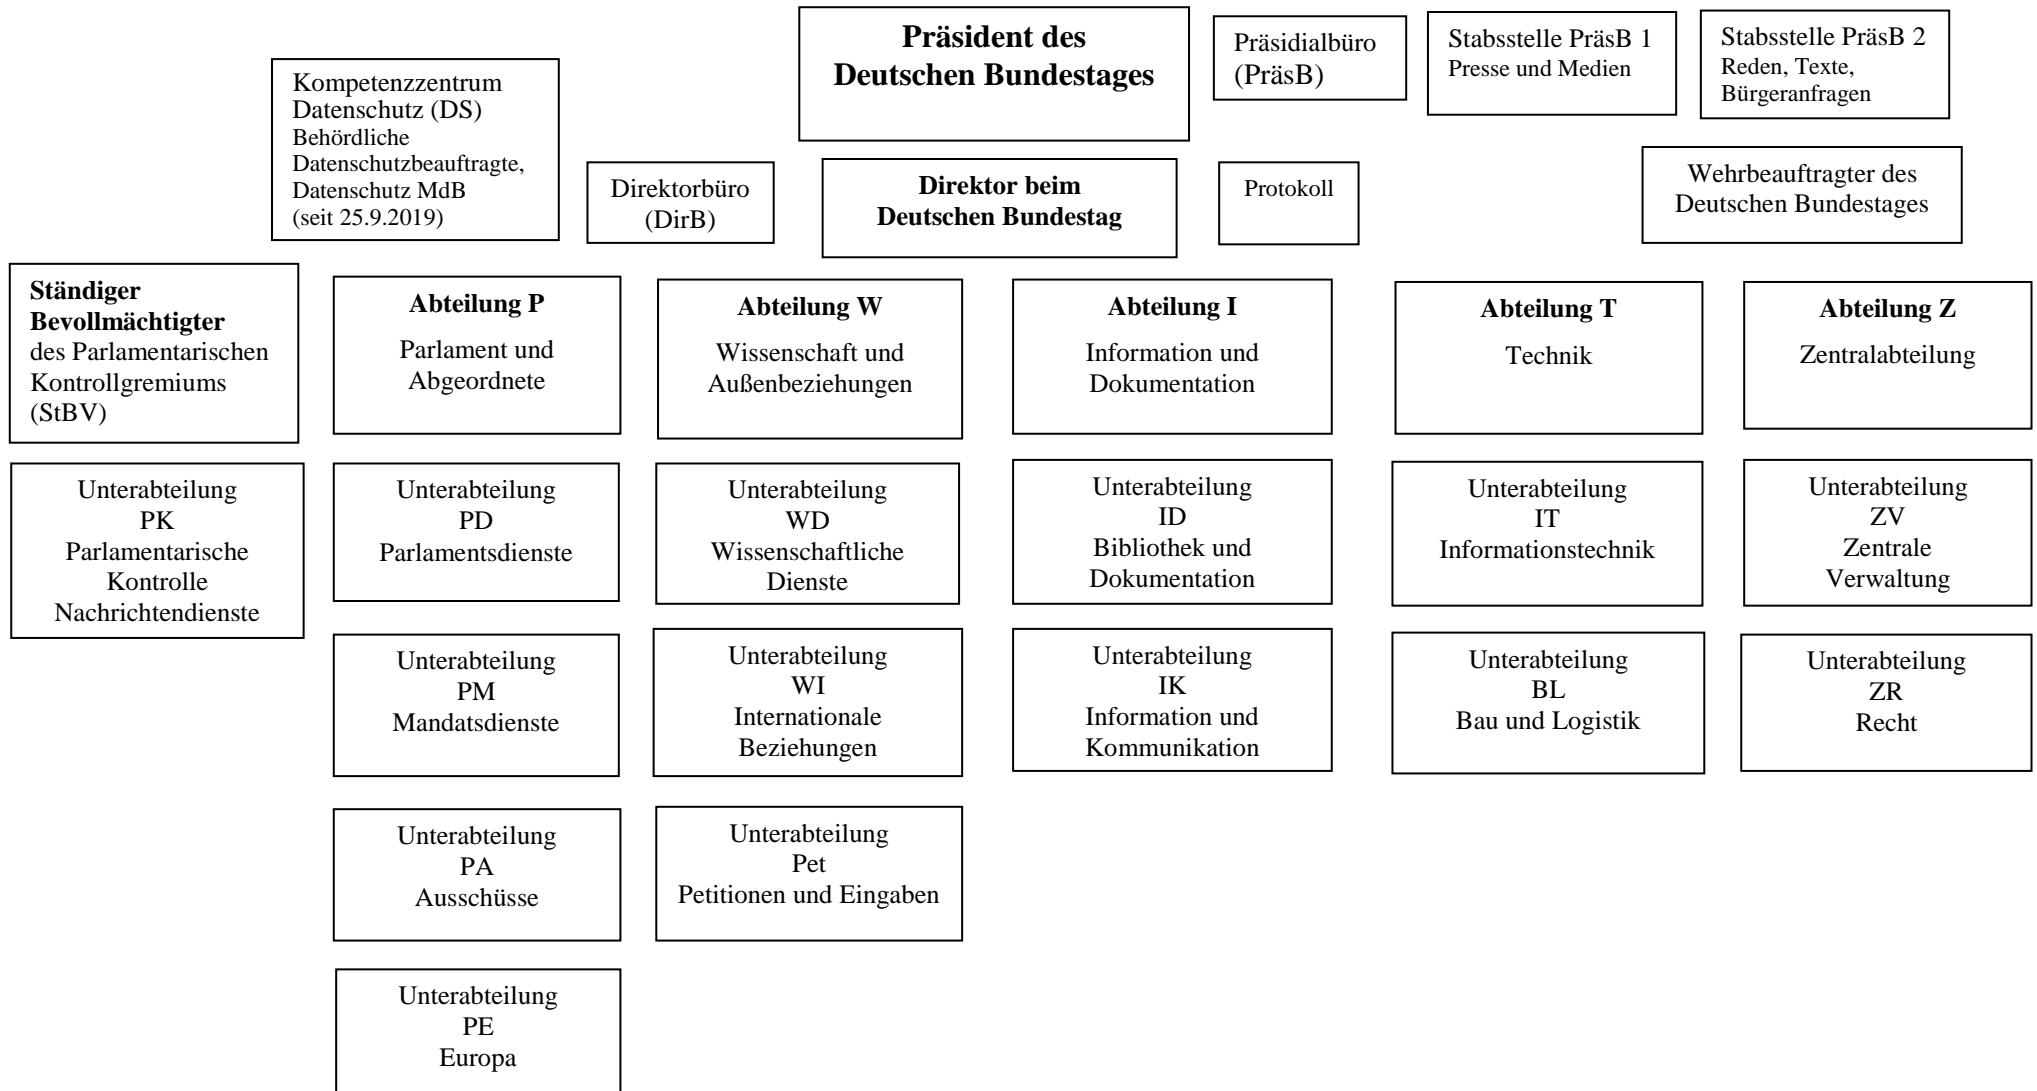 Präsident des
Deutschen Bundestages
Präsidialbüro
(PräsB)
Stabsstelle PräsB 1
Presse und Medien
Stabsstelle PräsB 2
Reden, Texte,
Bürgeranfragen
Kompetenzzentrum
Datenschutz (DS)
Behördliche
Datenschutzbeauftragte,
Datenschutz MdB
(seit 25.9.2019)
Direktorbüro
(DirB)
Direktor beim
Deutschen Bundestag
Protokoll
Wehrbeauftragter des
Deutschen Bundestages
Ständiger
Bevollmächtigter
des Parlamentarischen
Kontrollgremiums
(StBV)
Abteilung P
Parlament und
Abgeordnete
Abteilung W
Wissenschaft und
Außenbeziehungen
Abteilung I
Information und
Dokumentation
Abteilung T
Technik
Abteilung Z
Zentralabteilung
Unterabteilung
PK
Parlamentarische
Kontrolle
Nachrichtendienste
Unterabteilung
PD
Parlamentsdienste
Unterabteilung
WD
Wissenschaftliche
Dienste
Unterabteilung
ID
Bibliothek und
Dokumentation
Unterabteilung
IT
Informationstechnik
Unterabteilung
ZV
Zentrale
Verwaltung
Unterabteilung
PM
Mandatsdienste
Unterabteilung
WI
Internationale
Beziehungen
Unterabteilung
IK
Information und
Kommunikation
Unterabteilung
BL
Bau und Logistik
Unterabteilung
ZR
Recht
Unterabteilung
PA
Ausschüsse
Unterabteilung
Pet
Petitionen und Eingaben
Unterabteilung
PE
Europa